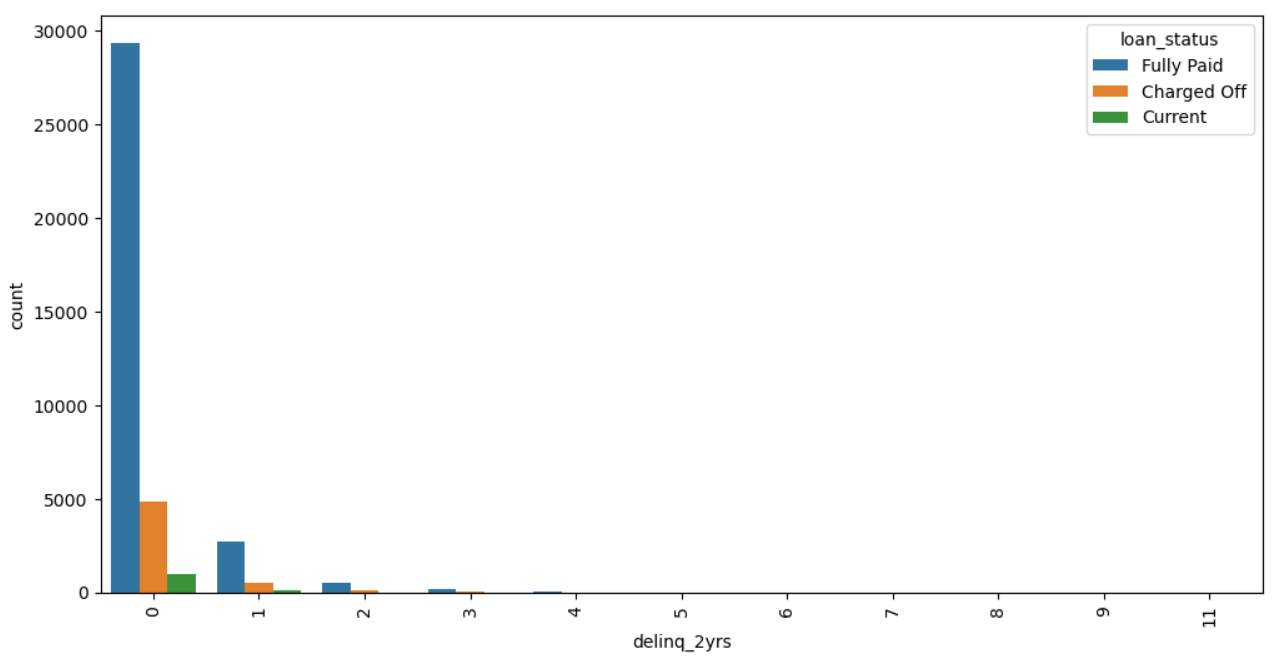 loan_status
Fully Paid
Charged Off
Current
30000
25000
20000
15000
10000
5000
0
count
0 1 2 3 4 5 6 7 8 9 11
delinq_2yrs